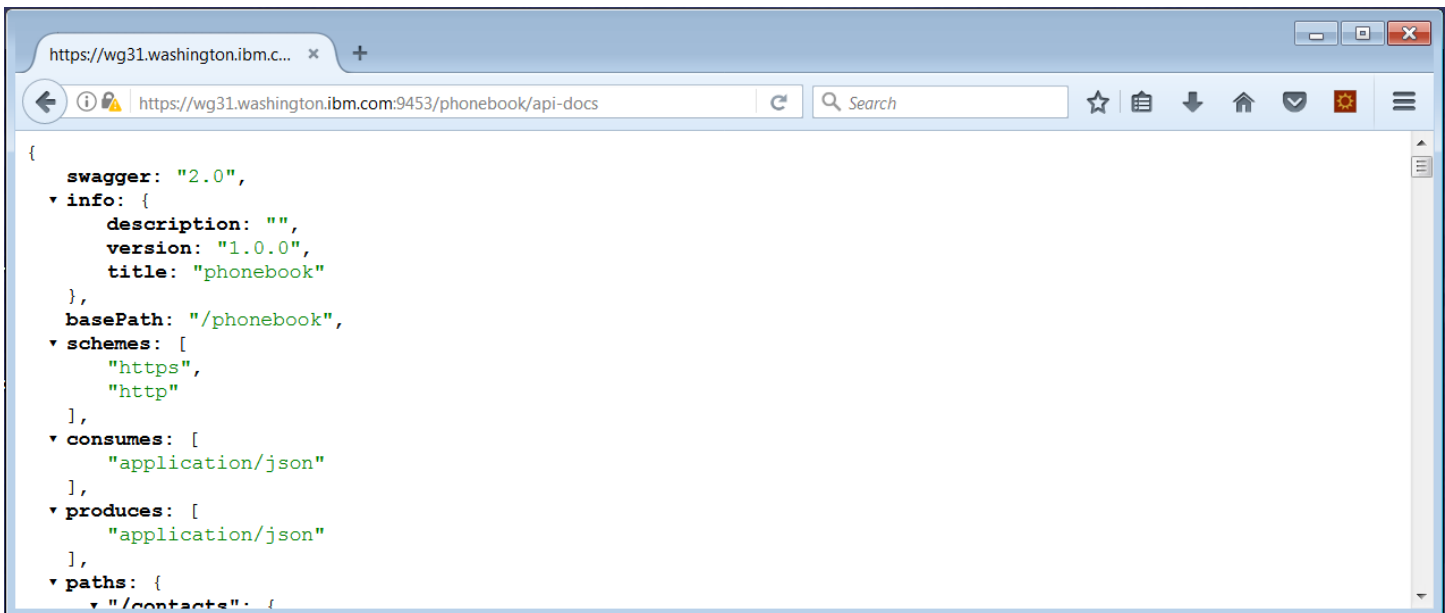 https://wg31.washington.ibm.c...
https://wg31.washington.ibm.com:9453/phonebook/api-docs
Search
{
swagger: "2.0",
info: {
description: "",
version: "1.0.0",
title: "phonebook"
},
basePath: "/phonebook",
schemes: [
"https",
"http"
],
consumes: [
"application/json"
],
produces: [
"application/json"
],
paths: {
"/contacts": {